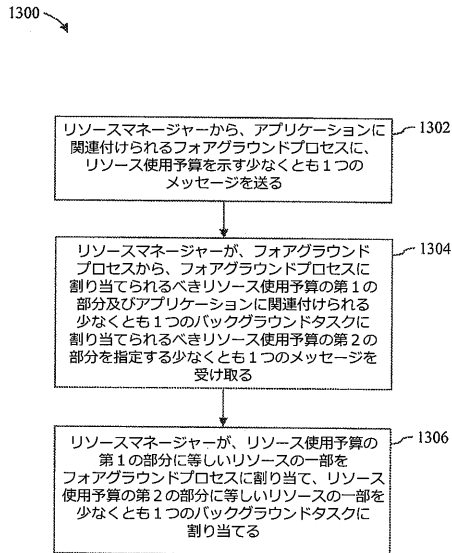 1300
1302
リソースマネージャーから、アプリケーションに
関連付けられるフォアグラウンドプロセスに、
リソース使用予算を示す少なくとも1つの
メッセージを送る
1304
リソースマネージャーが、フォアグラウンド
プロセスから、フォアグラウンドプロセスに
割り当てられるべきリソース使用予算の第1の
部分及びアプリケーションに関連付けられる
少なくとも1つのバックグラウンドタスクに
割り当てられるべきリソース使用予算の第2の
部分を指定する少なくとも1つのメッセージを
受け取る
1306
リソースマネージャーが、リソース使用予算の
第1の部分に等しいリソースの一部を
フォアグラウンドプロセスに割り当て、リソース
使用予算の第2の部分に等しいリソースの一部を
少なくとも1つのバックグラウンドタスクに
割り当てる